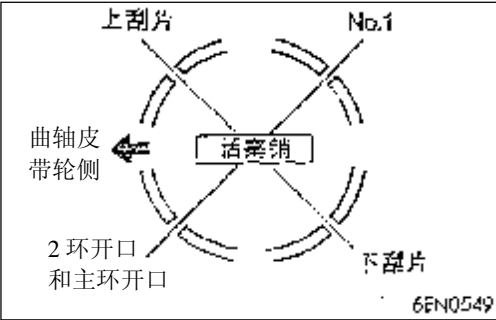 上刮片
No.1
曲轴皮
带轮侧
活塞销
2环开口
和主环开口
下刮片
6EN0549